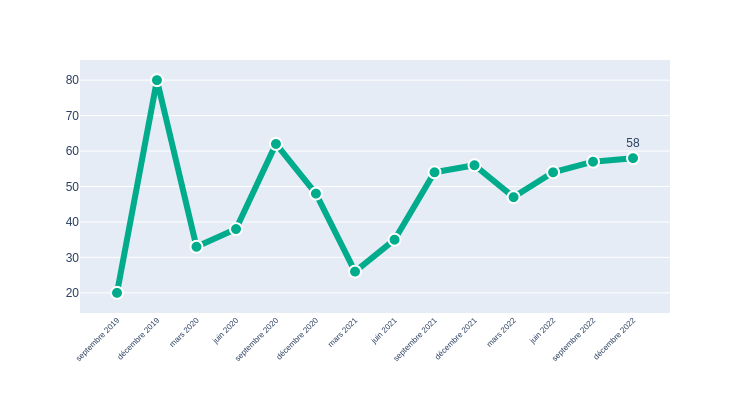 80
70
60
50
40
30
20
58
septembre 2019
décembre 2019
mars 2020
juin 2020
septembre 2020
décembre 2020
mars 2021
juin 2021
septembre 2021
décembre 2021
mars 2022
juin 2022
septembre 2022
décembre 2022